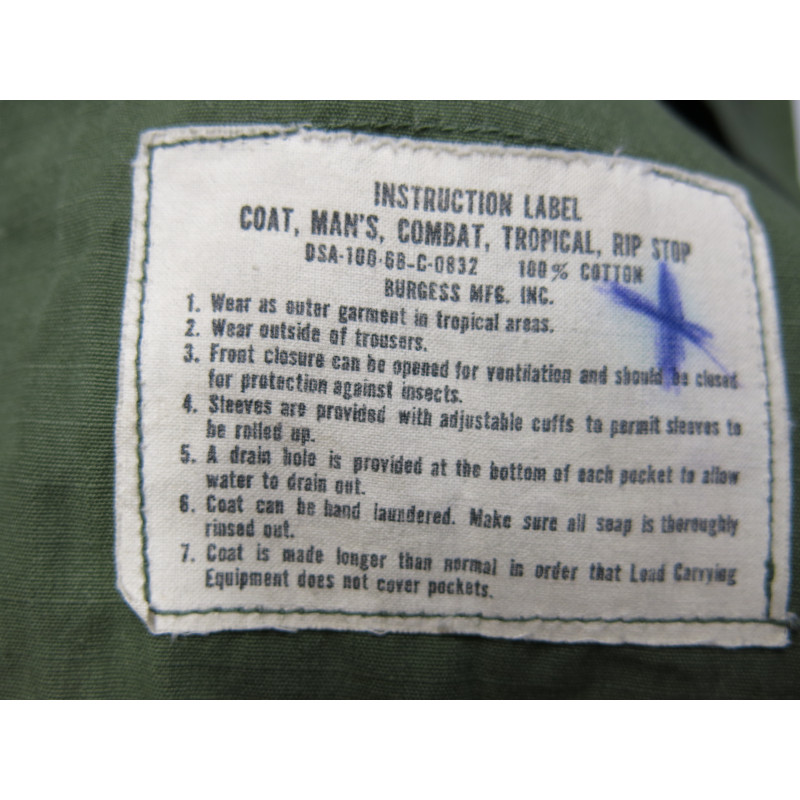 INSTRUCTION LABEL
COAT, MAN'S, COMBAT, TROPICAL, RIP STOP
DSA-100-68-C-0832 100% COTTON
BURGESS MFG. INC.
1. Wear as outer garment in tropical areas.
2. Wear outside of trousers.
3. Front closure can be opened for ventilation and should be closed
for protection against insects.
4. Sleeves are provided with adjustable cuffs to permit sleeves to
be rolled up.
5. A drain hole is provided at the bottom of each pocket to allow
water to drain out.
6. Coat can be hand laundered. Make sure all soap is thoroughly
rinsed out.
7. Coat is made longer than normal in order that Load Carrying
Equipment does not cover pockets.